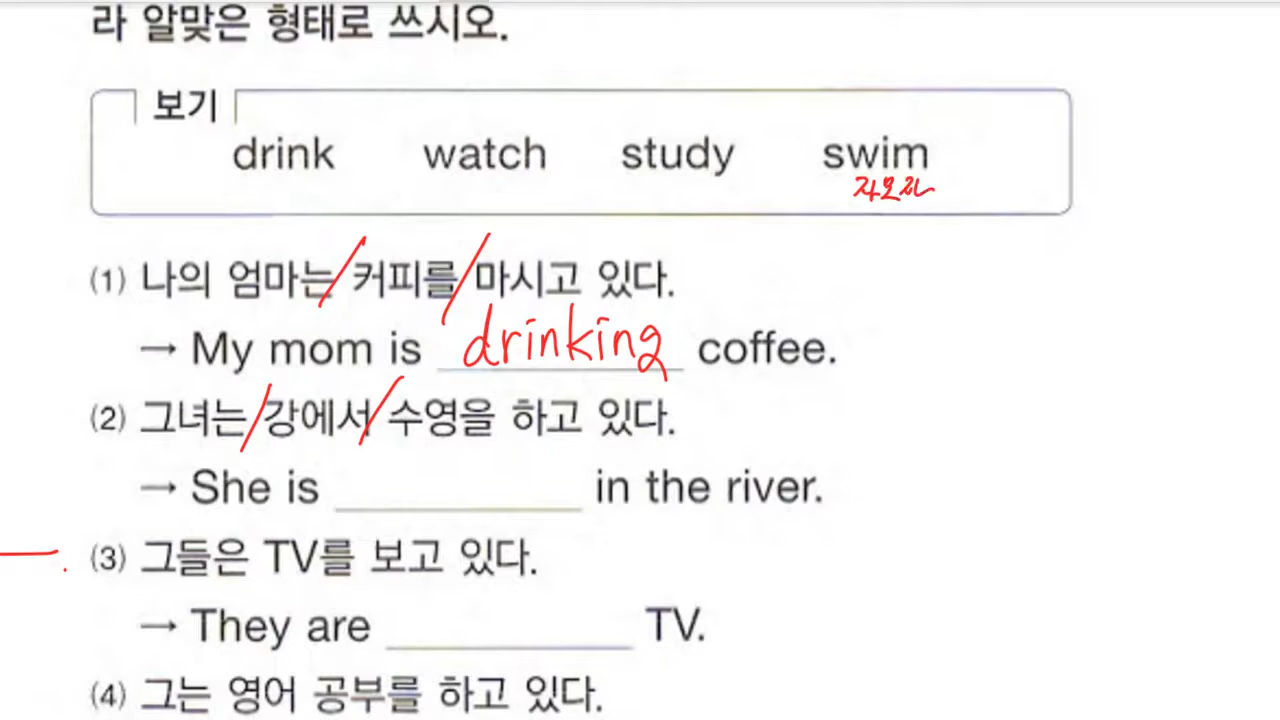 라 알맞은 형태로 쓰시오.
보기
drink watch study swim
(1) 나의 엄마는 커피를 마시고 있다.
→ My mom is drinking coffee.
(2) 그녀는 강에서 수영을 하고 있다.
→ She is in the river.
(3) 그들은 TV를 보고 있다.
→ They are TV.
(4) 그는 영어 공부를 하고 있다.